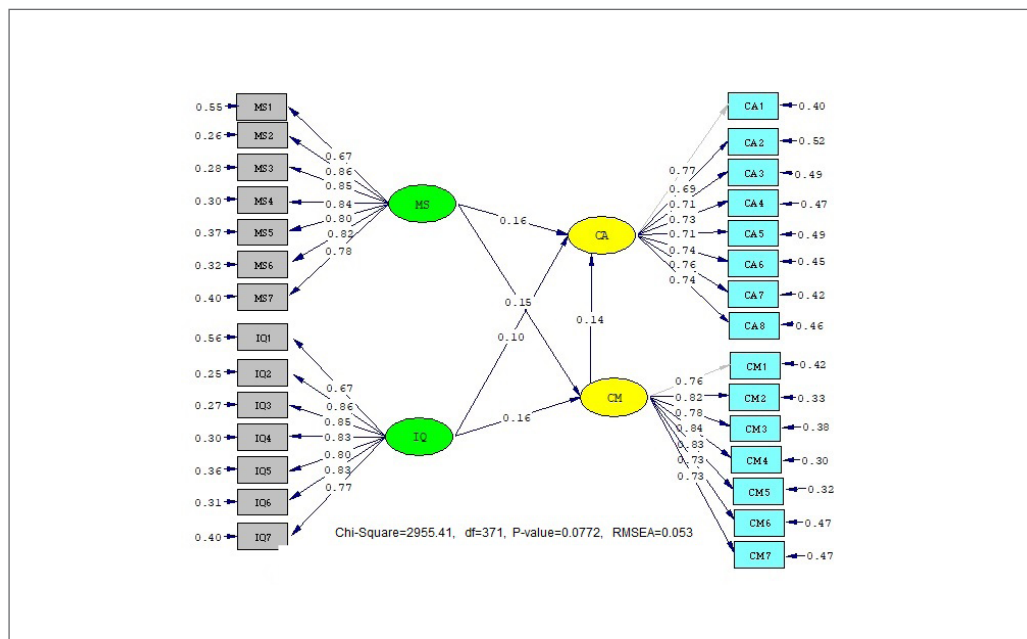 0.55 MS1
0.26 MS2
0.28 MS3
0.30 MS4
0.37 MS5
0.32 MS6
0.40 MS7
0.67
0.86
0.85
0.84
0.80
0.82
0.78
MS
0.56 IQ1
0.25 IQ2
0.27 IQ3
0.30 IQ4
0.36 IQ5
0.31 IQ6
0.40 IQ7
0.67
0.86
0.85
0.83
0.80
0.83
0.77
IQ
0.16
0.15
0.10
0.14
0.16
CA
CM
0.77
0.69
0.71
0.73
0.71
0.74
0.76
0.74
CA1 0.40
CA2 0.52
CA3 0.49
CA4 0.47
CA5 0.49
CA6 0.45
CA7 0.42
CA8 0.46
0.76
0.82
0.78
0.84
0.83
0.73
0.73
CM1 0.42
CM2 0.33
CM3 0.38
CM4 0.30
CM5 0.32
CM6 0.47
CM7 0.47
Chi-Square=2955.41, df=371, P-value=0.0772, RMSEA=0.053